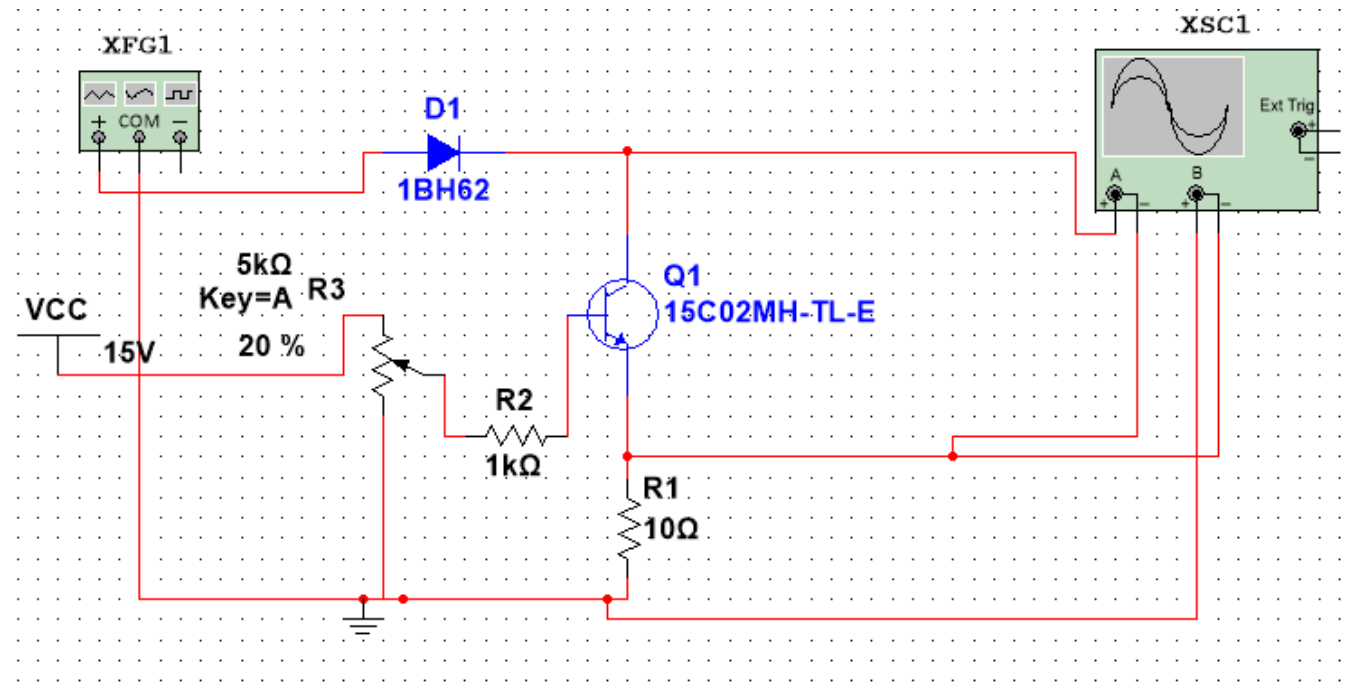 XSC1
XFG1
+ COM −
D1
1BH62
Ext Trig
+
−
A
B
+ − + −
5kΩ
Key=A R3
20 %
VCC
15V
Q1
15C02MH-TL-E
R2
1kΩ
R1
10Ω